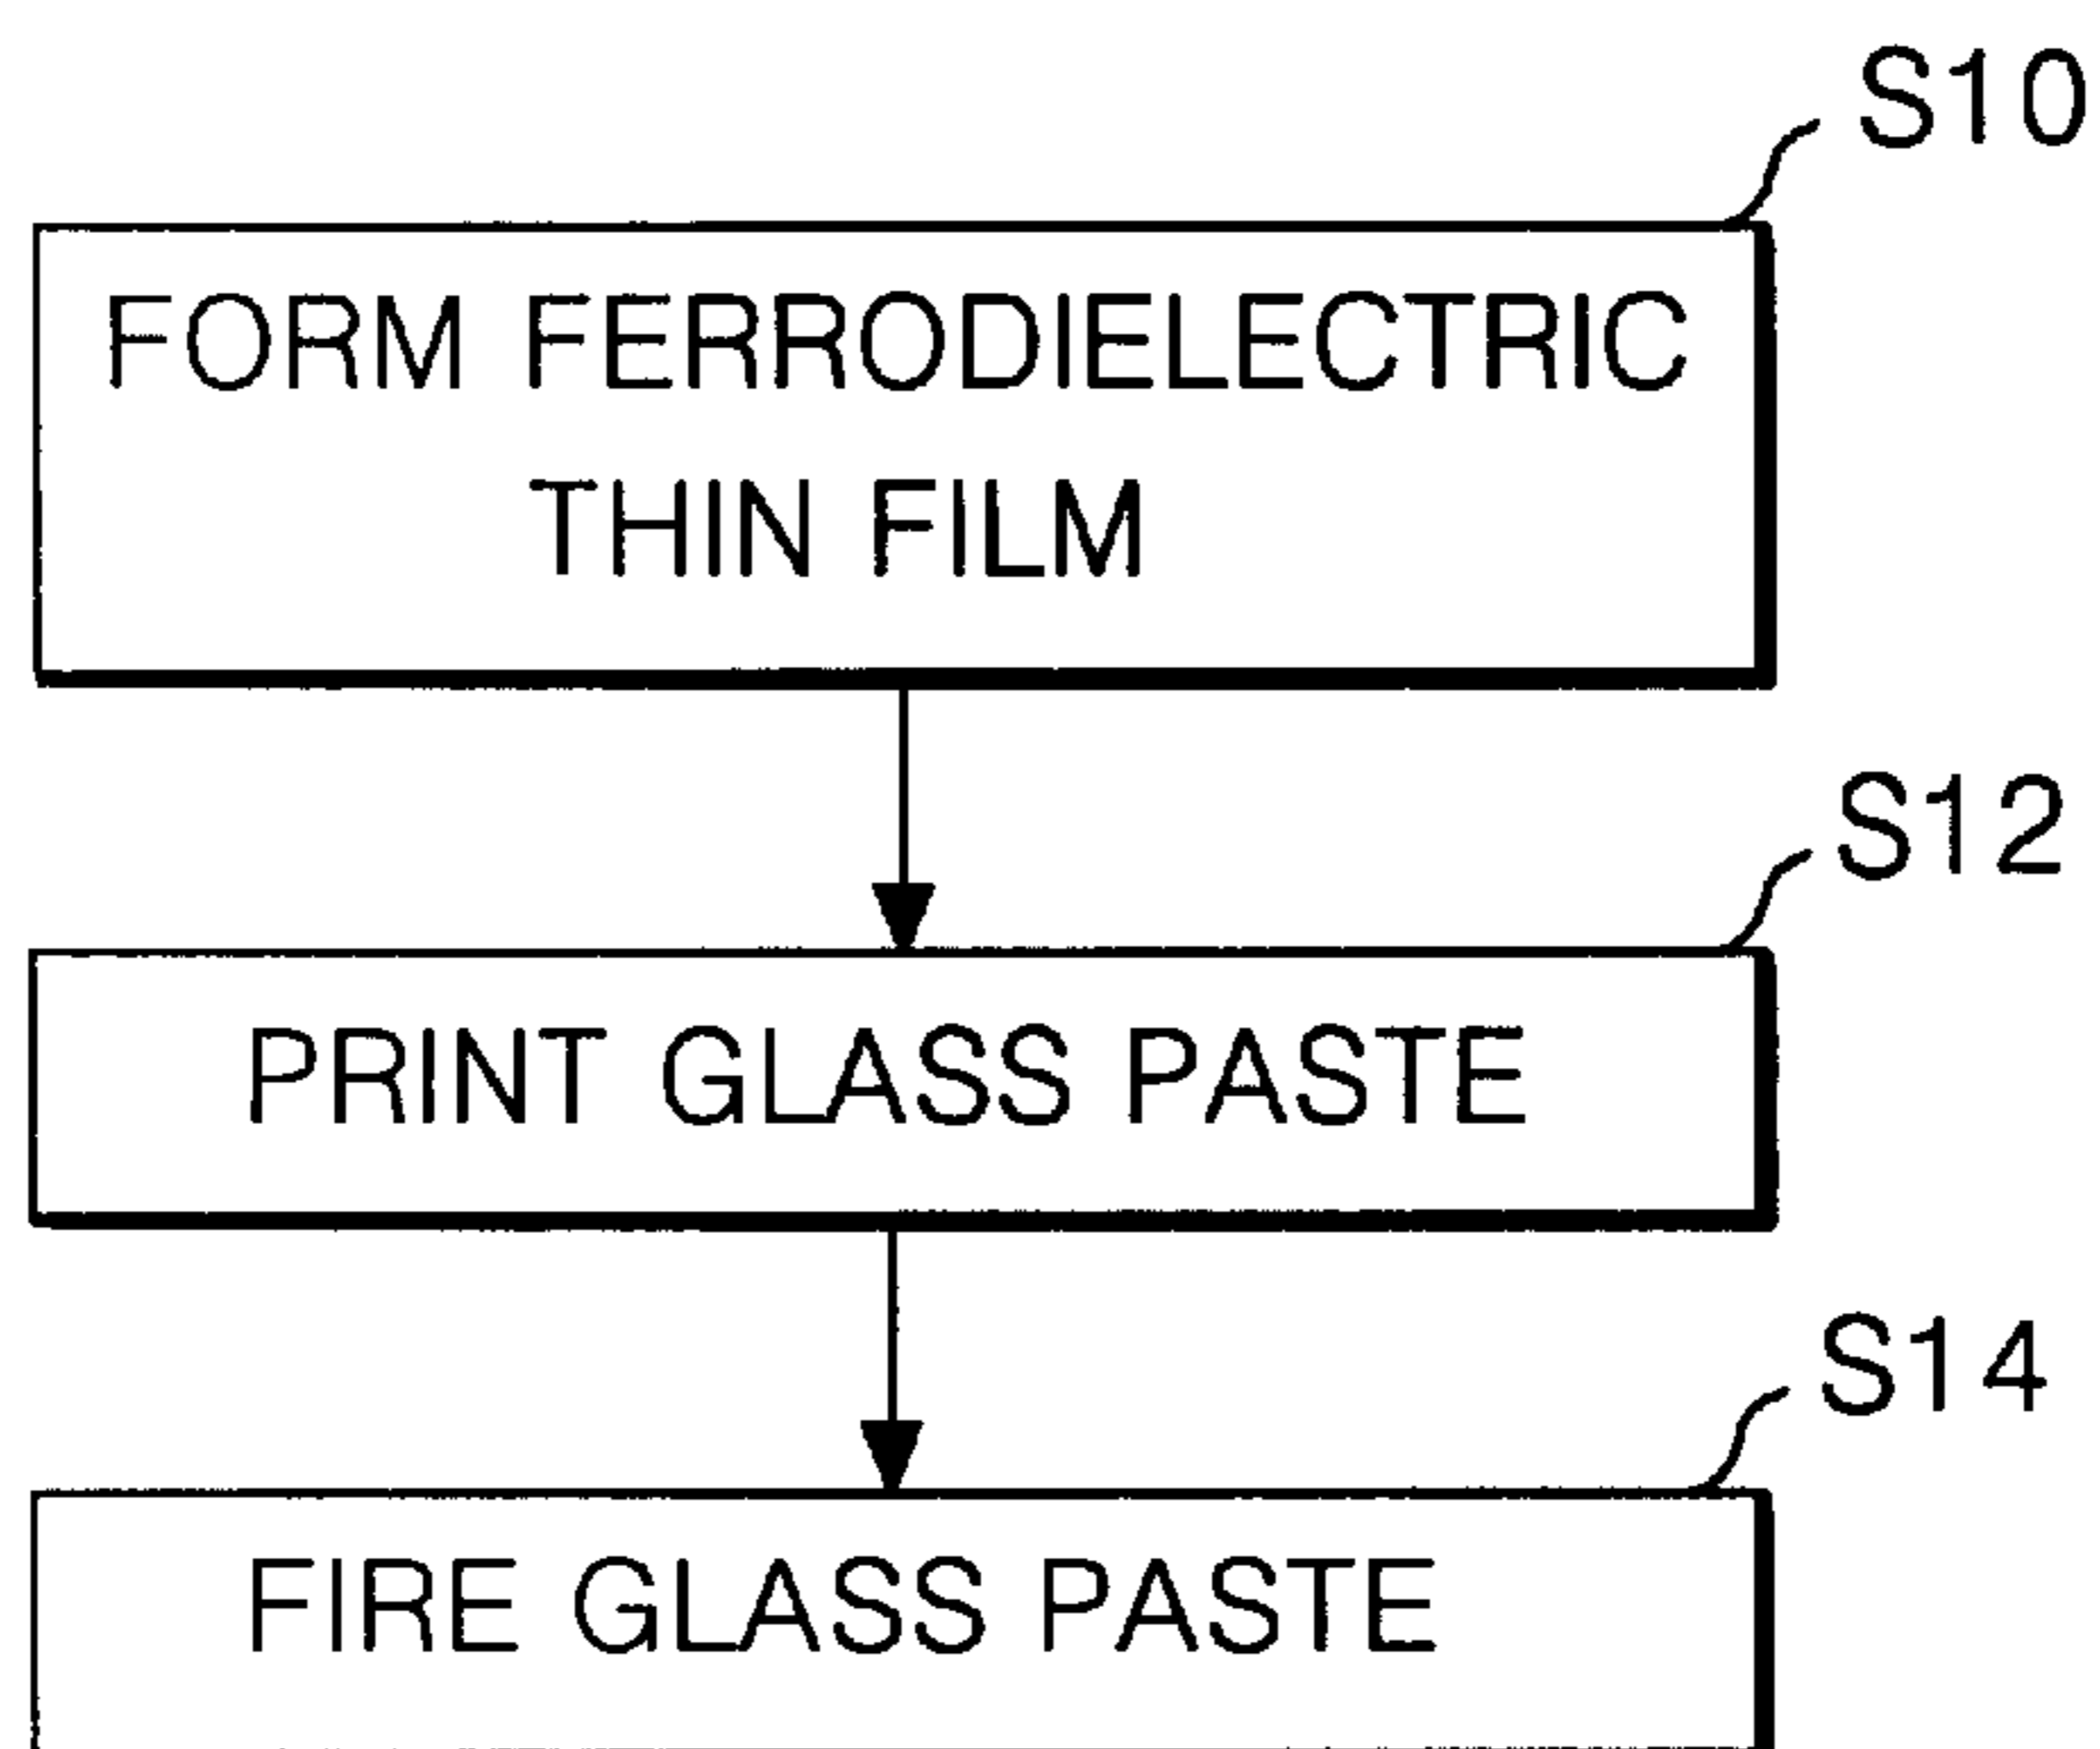 S10
FORM FERRODIELECTRIC
THIN FILM
S12
PRINT GLASS PASTE
S14
FIRE GLASS PASTE